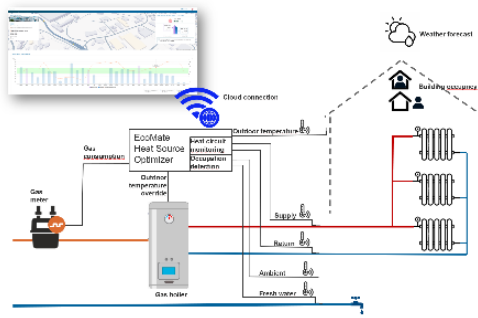 Weather forecast
Building occupancy
Cloud connection
Outdoor temperature
EcoMate
Heat Source
Optimizer
Heat circuit
monitoring
Occupation
detection
Gas
consumption
Outdoor
temperature
override
Gas
meter
Supply
Return
Ambient
Fresh water
Gas boiler